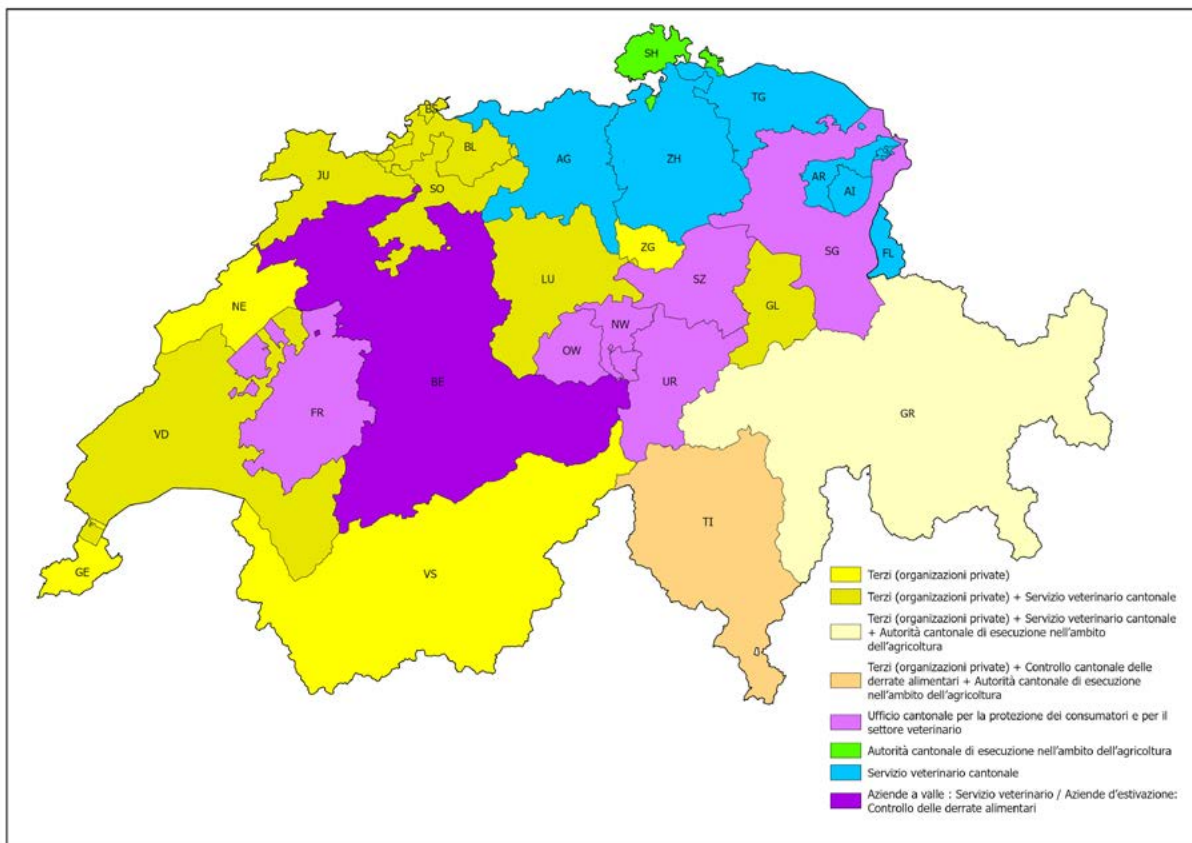 SH
BS
TG
BL
AG
ZH
JU
AR
AI
SO
ZG
SG
FL
LU
SZ
NE
GL
NW
OW
BE
UR
FR
GR
VD
TI
GE
VS
Terzi (organizazioni private)
Terzi (organizzazioni private) + Servizio veterinario cantonale
Terzi (organizzazioni private) + Servizio veterinario cantonale
+ Autorità cantonale di esecuzione nell'ambito
dell'agricoltura
Terzi (organizzazioni private) + Controllo cantonale delle
derrate alimentari + Autorità cantonale di esecuzione
nell'ambito dell'agricoltura
Ufficio cantonale per la protezione dei consumatori e per il
settore veterinario
Autorità cantonale di esecuzione nell'ambito dell'agricoltura
Servizio veterinario cantonale
Aziende a valle : Servizio veterinario / Aziende d'estivazione:
Controllo delle derrate alimentari